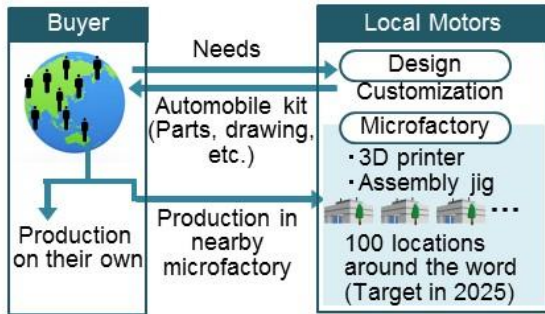 Buyer
Local Motors
Needs
Design
Customization
Automobile kit
(Parts, drawing,
etc.)
Microfactory
・3D printer
・Assembly jig
...
Production
on their own
Production in
nearby
microfactory
100 locations
around the word
(Target in 2025)